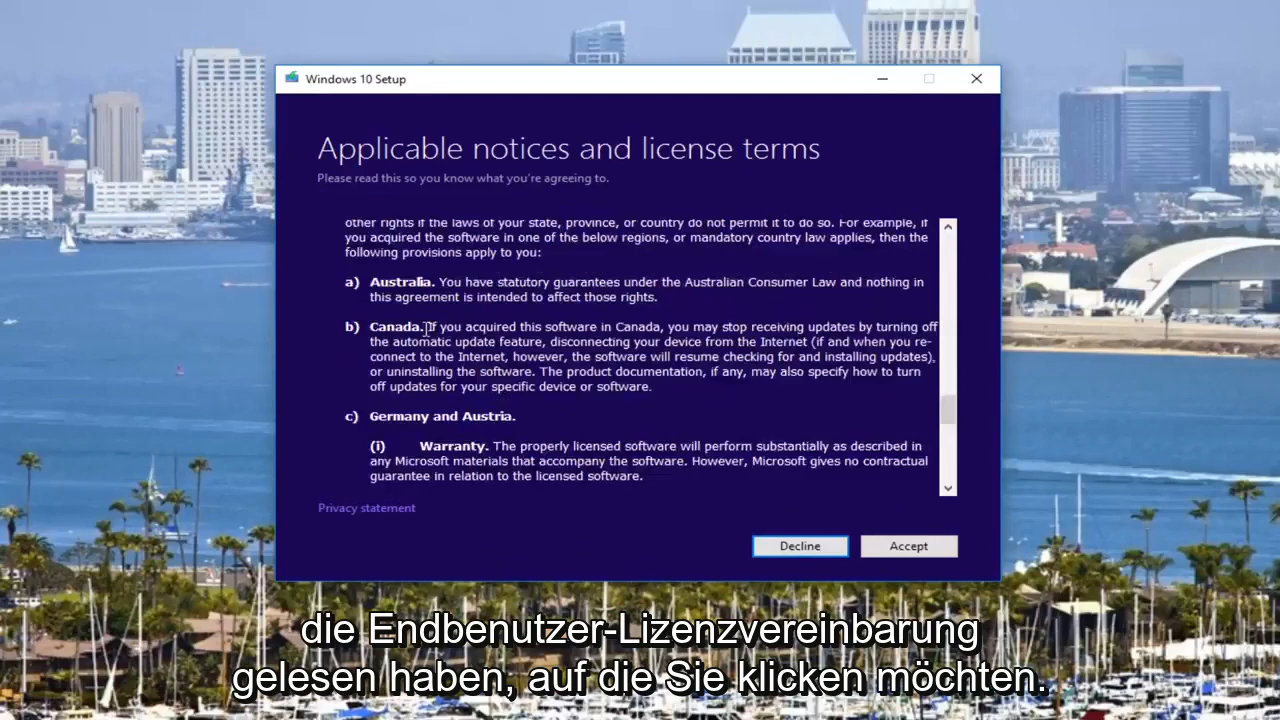 Windows 10 Setup
Applicable notices and license terms
Please read this so you know what you're agreeing to.
other rights if the laws of your state, province, or country do not permit it to do so. For example, if
you acquired the software in one of the below regions, or mandatory country law applies, then the
following provisions apply to you:
a) Australia. You have statutory guarantees under the Australian Consumer Law and nothing in
this agreement is intended to affect those rights.
b) Canada. If you acquired this software in Canada, you may stop receiving updates by turning off
the automatic update feature, disconnecting your device from the Internet (if and when you re-
connect to the Internet, however, the software will resume checking for and installing updates),
or uninstalling the software. The product documentation, if any, may also specify how to turn
off updates for your specific device or software.
c) Germany and Austria.
(i) Warranty. The properly licensed software will perform substantially as described in
any Microsoft materials that accompany the software. However, Microsoft gives no contractual
guarantee in relation to the licensed software.
Privacy statement
Decline Accept
die Endbenutzer-Lizenzvereinbarung
gelesen haben, auf die Sie klicken möchten.